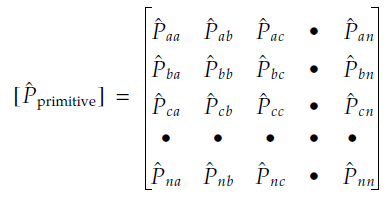 P̂aa P̂ab P̂ac • P̂an
P̂ba P̂bb P̂bc • P̂bn
[P̂primitive] = P̂ca P̂cb P̂cc • P̂cn
• • • • •
P̂na P̂nb P̂nc • P̂nn